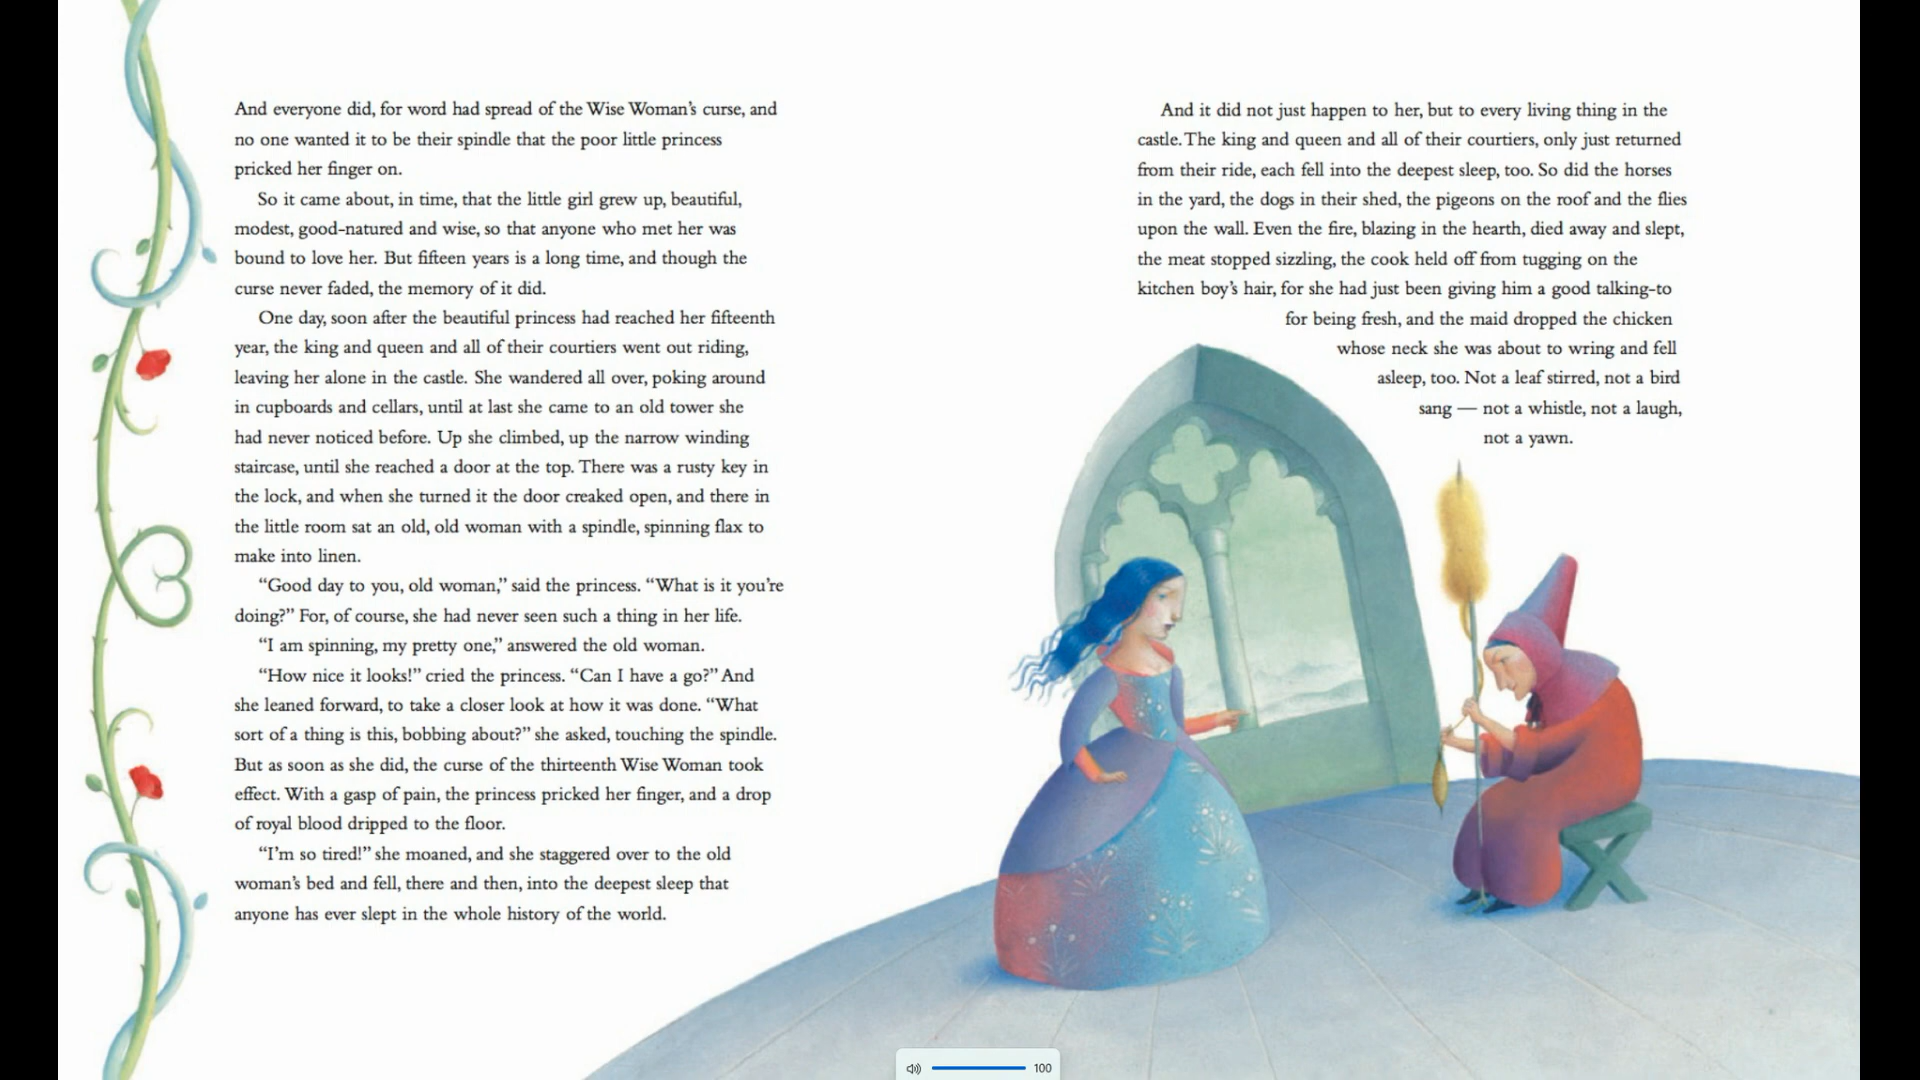 And everyone did, for word had spread of the Wise Woman's curse, and
no one wanted it to be their spindle that the poor little princess
pricked her finger on.
So it came about, in time, that the little girl grew up, beautiful,
modest, good-natured and wise, so that anyone who met her was
bound to love her. But fifteen years is a long time, and though the
curse never faded, the memory of it did.
One day, soon after the beautiful princess had reached her fifteenth
year, the king and queen and all of their courtiers went out riding,
leaving her alone in the castle. She wandered all over, poking around
in cupboards and cellars, until at last she came to an old tower she
had never noticed before. Up she climbed, up the narrow winding
staircase, until she reached a door at the top. There was a rusty key in
the lock, and when she turned it the door creaked open, and there in
the little room sat an old, old woman with a spindle, spinning flax to
make into linen.
“Good day to you, old woman,” said the princess. “What is it you're
doing?” For, of course, she had never seen such a thing in her life.
“I am spinning, my pretty one,” answered the old woman.
“How nice it looks!” cried the princess. “Can I have a go?” And
she leaned forward, to take a closer look at how it was done. “What
sort of a thing is this, bobbing about?” she asked, touching the spindle.
But as soon as she did, the curse of the thirteenth Wise Woman took
effect. With a gasp of pain, the princess pricked her finger, and a drop
of royal blood dripped to the floor.
“I'm so tired!” she moaned, and she staggered over to the old
woman's bed and fell, there and then, into the deepest sleep that
anyone has ever slept in the whole history of the world.
And it did not just happen to her, but to every living thing in the
castle. The king and queen and all of their courtiers, only just returned
from their ride, each fell into the deepest sleep, too. So did the horses
in the yard, the dogs in their shed, the pigeons on the roof and the flies
upon the wall. Even the fire, blazing in the hearth, died away and slept,
the meat stopped sizzling, the cook held off from tugging on the
kitchen boy's hair, for she had just been giving him a good talking-to
for being fresh, and the maid dropped the chicken
whose neck she was about to wring and fell
asleep, too. Not a leaf stirred, not a bird
sang — not a whistle, not a laugh,
not a yawn.
100